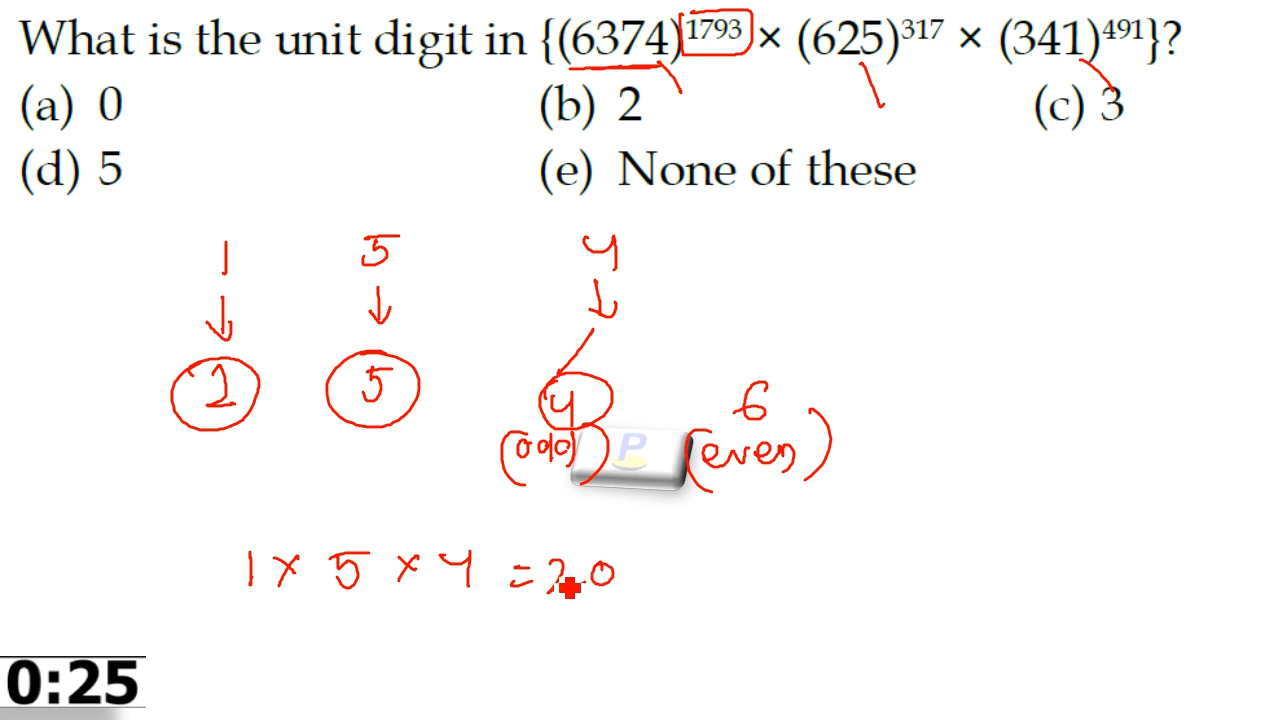 What is the unit digit in {(6374)¹⁷⁹³ × (625)³¹⁷ × (341)⁴⁹¹}?
(a) 0 (b) 2 (c) 3
(d) 5 (e) None of these
1 5 4
1 5 4 6
(odd) P (even)
1 × 5 × 4 = 20
0:25